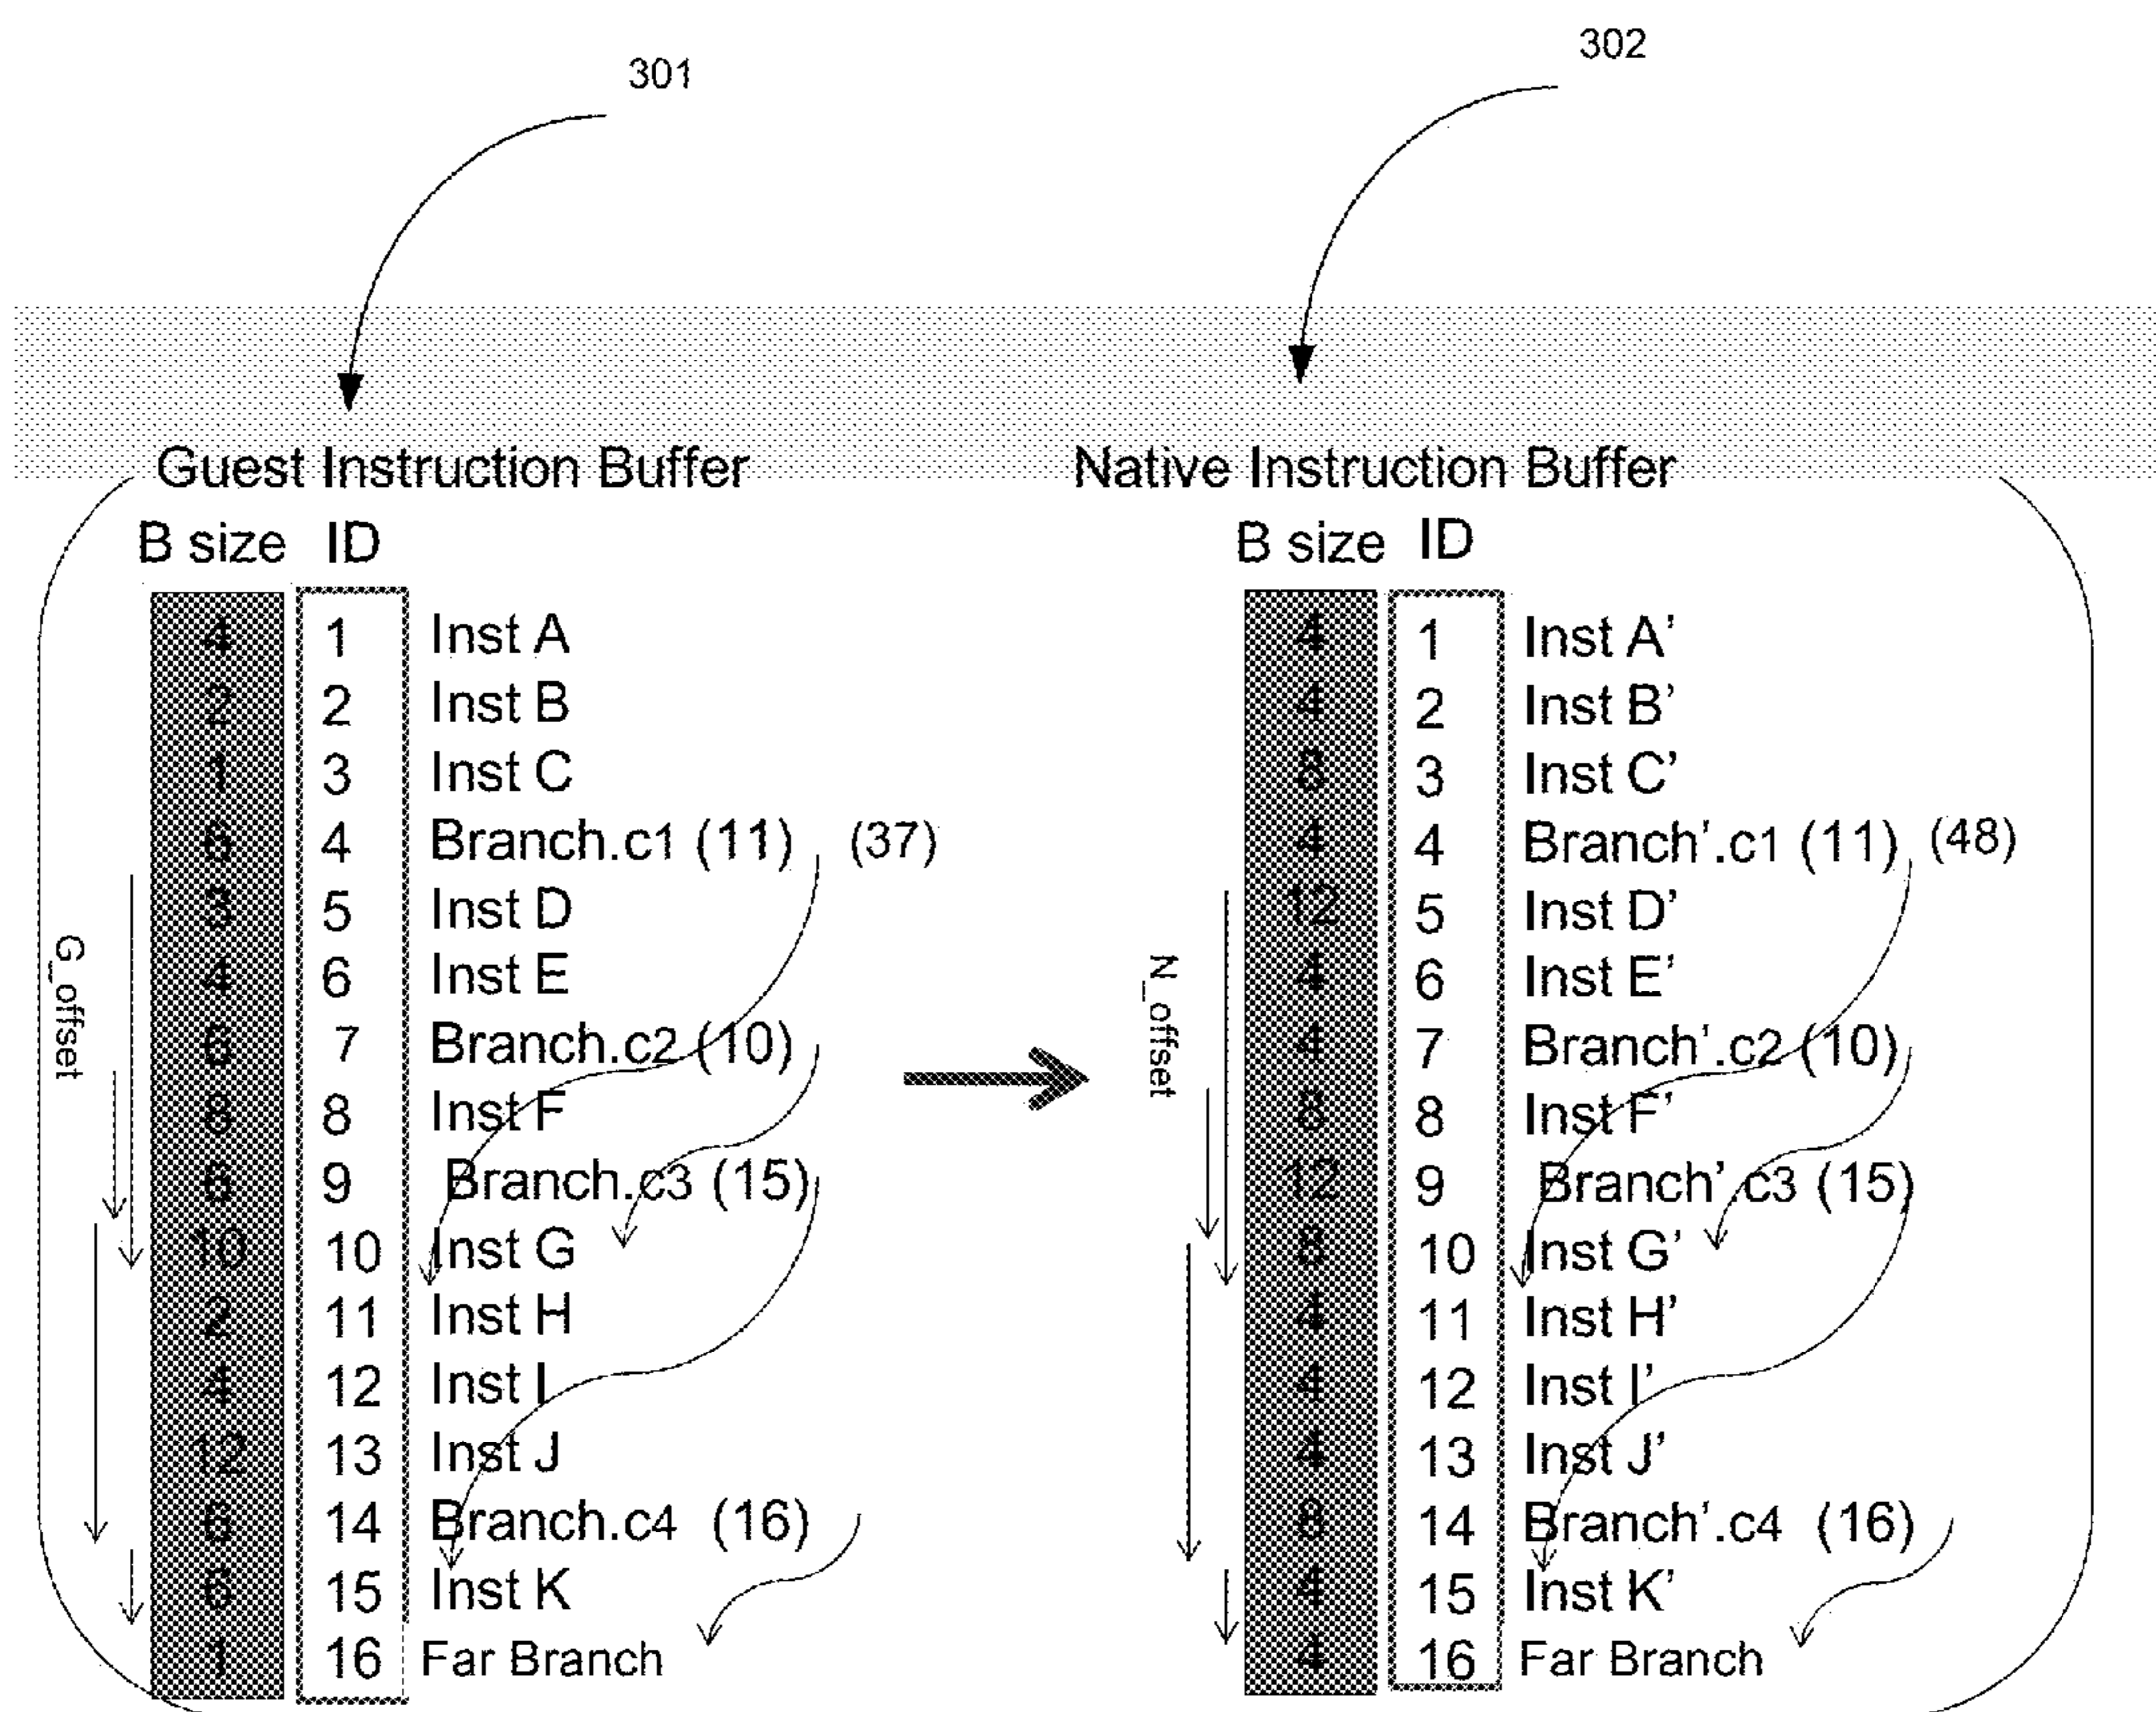 301
302
Guest Instruction Buffer
B size ID
4 1 Inst A
2 2 Inst B
1 3 Inst C
4 Branch.c1 (11) (37)
3 5 Inst D
4 6 Inst E
6 7 Branch.c2 (10)
8 8 Inst F
6 9 Branch.c3 (15)
10 10 Inst G
2 11 Inst H
4 12 Inst I
12 13 Inst J
6 14 Branch.c4 (16)
6 15 Inst K
1 16 Far Branch
G_offset
Native Instruction Buffer
B size ID
4 1 Inst A'
4 2 Inst B'
8 3 Inst C'
4 4 Branch'.c1 (11) (48)
12 5 Inst D'
4 6 Inst E'
4 7 Branch'.c2 (10)
8 8 Inst F'
12 9 Branch'.c3 (15)
8 10 Inst G'
4 11 Inst H'
4 12 Inst I'
4 13 Inst J'
8 14 Branch'.c4 (16)
4 15 Inst K'
4 16 Far Branch
N_offset